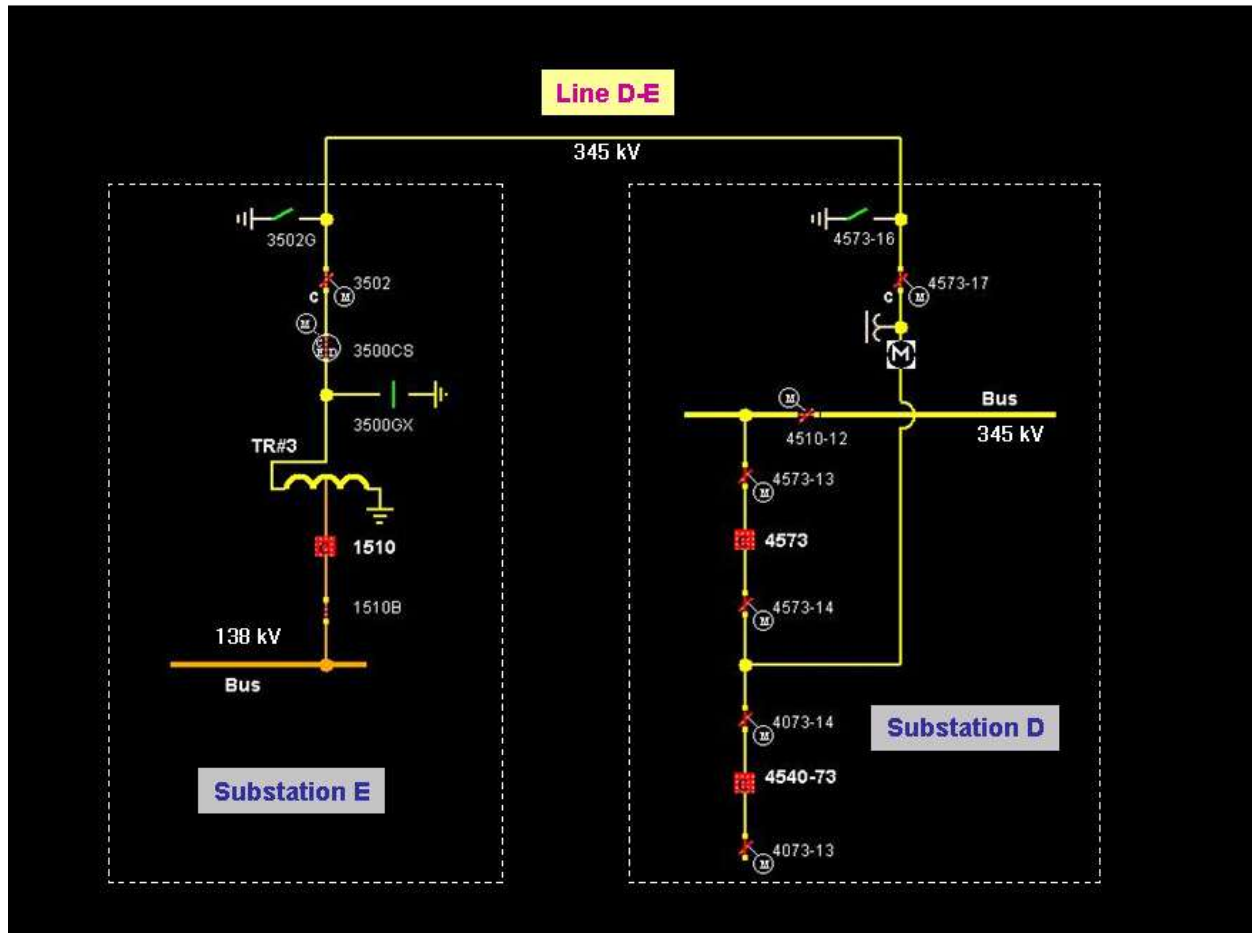 Line D-E
345 kV
3502G
3502
C
M
M
3500CS
3500GX
TR#3
1510
1510B
138 kV
Bus
Substation E
4573-16
4573-17
C
M
M
M
Bus
4510-12
345 kV
4573-13
M
4573
4573-14
M
Substation D
4073-14
M
4540-73
4073-13
M